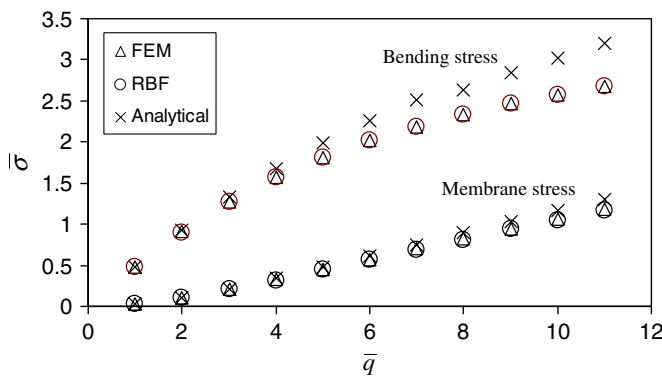 3.5
3
2.5
2
1.5
1
0.5
0
σ̅
FEM
RBF
Analytical
Bending stress
Membrane stress
0 2 4 6 8 10 12
q̅